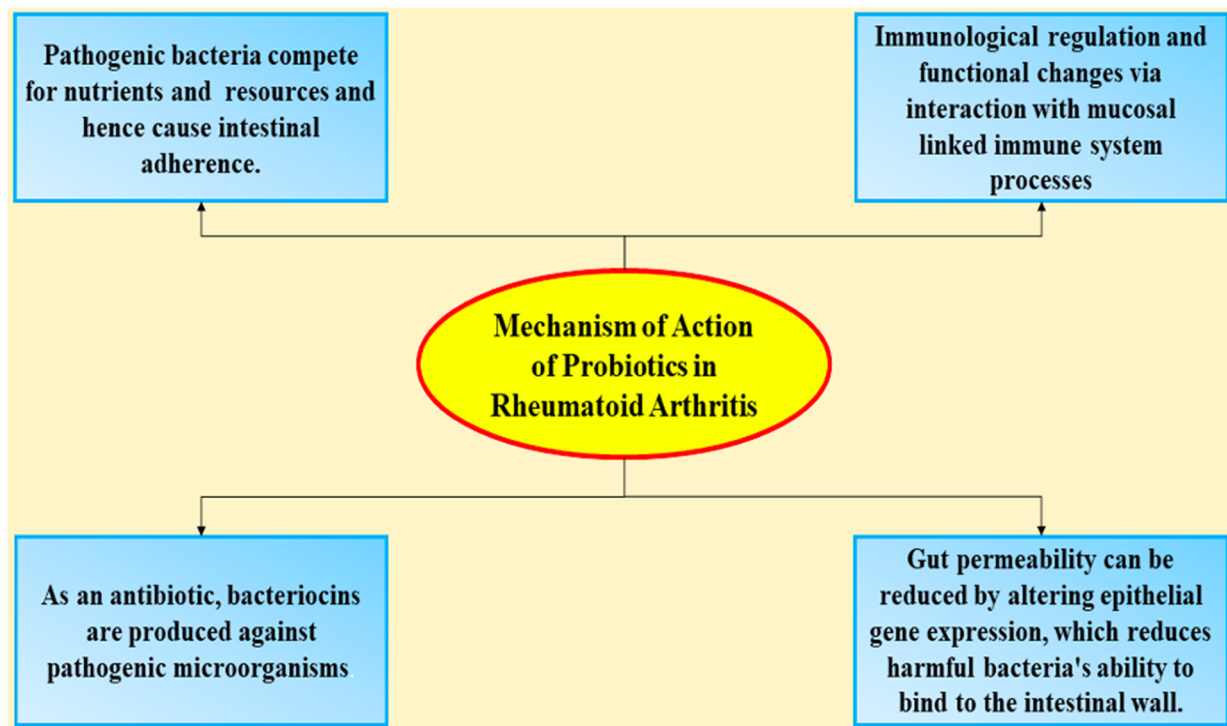 Pathogenic bacteria compete
for nutrients and resources and
hence cause intestinal
adherence.
Immunological regulation and
functional changes via
interaction with mucosal
linked immune system
processes
Mechanism of Action
of Probiotics in
Rheumatoid Arthritis
As an antibiotic, bacteriocins
are produced against
pathogenic microorganisms.
Gut permeability can be
reduced by altering epithelial
gene expression, which reduces
harmful bacteria's ability to
bind to the intestinal wall.